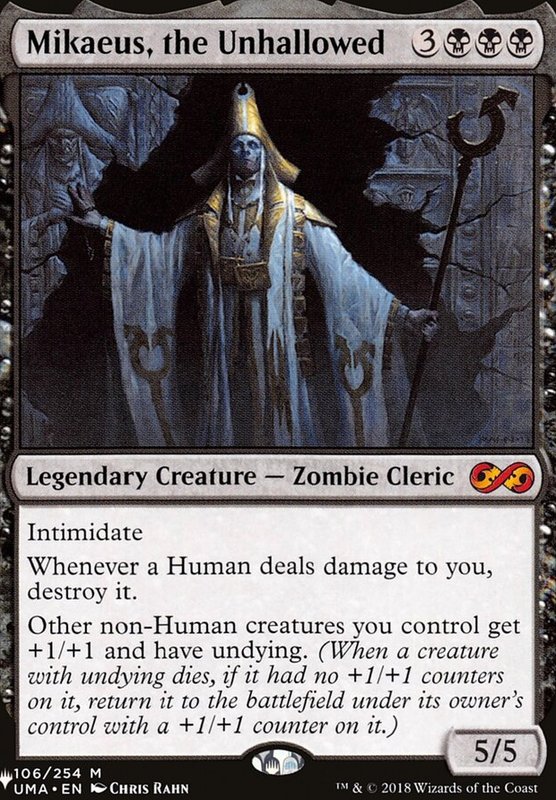 Mikaeus, the Unhallowed 3
Legendary Creature — Zombie Cleric
Intimidate
Whenever a Human deals damage to you,
destroy it.
Other non-Human creatures you control get
+1/+1 and have undying. (When a creature
with undying dies, if it had no +1/+1 counters
on it, return it to the battlefield under its owner's
control with a +1/+1 counter on it.)
5/5
106/254 M
UMA • EN Chris Rahn
™ & © 2018 Wizards of the Coast